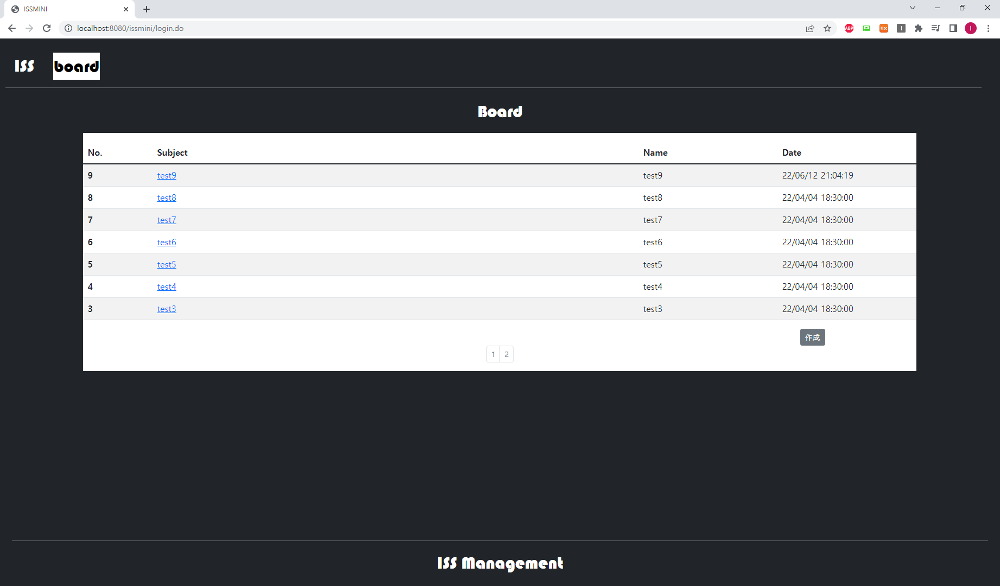 ISSMINI
localhost:8080/issmini/login.do
ABP
ISS board
Board
No. Subject Name Date
9 test9 test9 22/06/12 21:04:19
8 test8 test8 22/04/04 18:30:00
7 test7 test7 22/04/04 18:30:00
6 test6 test6 22/04/04 18:30:00
5 test5 test5 22/04/04 18:30:00
4 test4 test4 22/04/04 18:30:00
3 test3 test3 22/04/04 18:30:00
作成
1 2
ISS Management